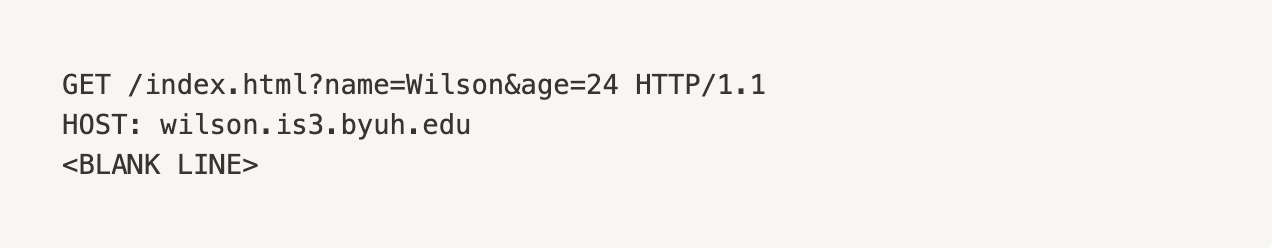 GET /index.html?name=Wilson&age=24 HTTP/1.1
HOST: wilson.is3.byuh.edu
<BLANK LINE>